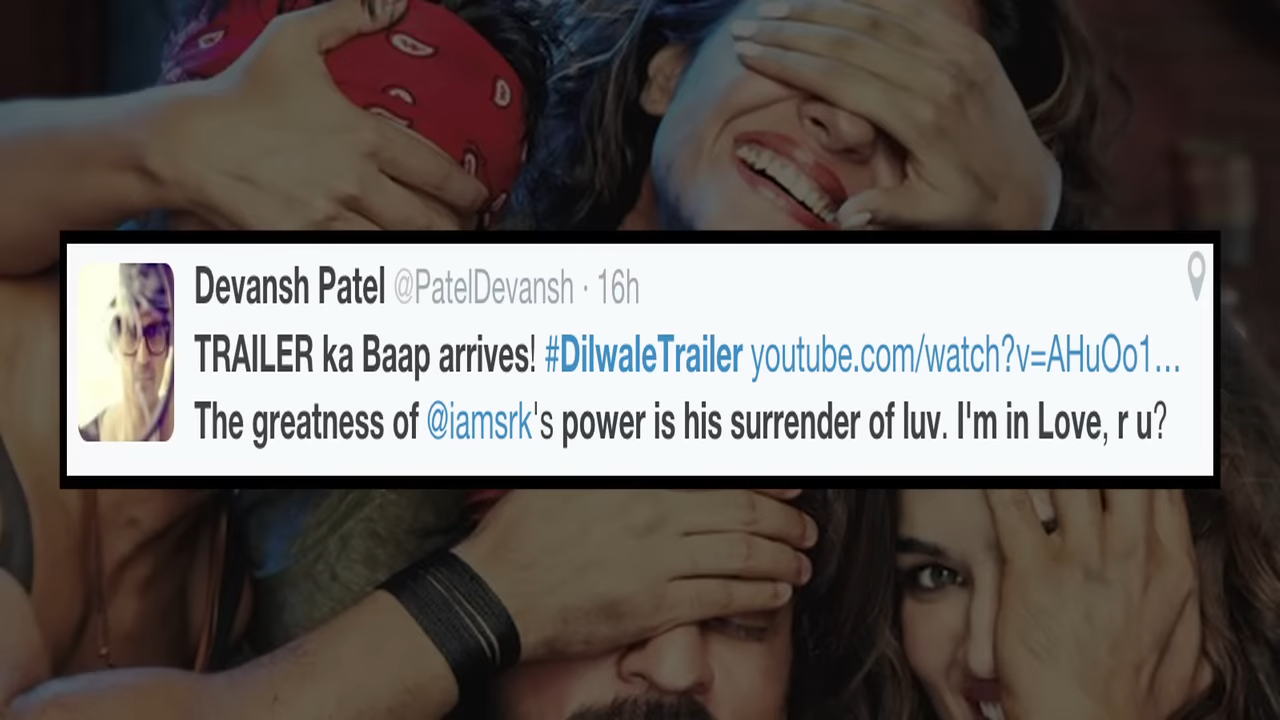 Devansh Patel @PatelDevansh · 16h
TRAILER ka Baap arrives! #DilwaleTrailer youtube.com/watch?v=AHuOo1...
The greatness of @iamsrk's power is his surrender of luv. I'm in Love, r u?